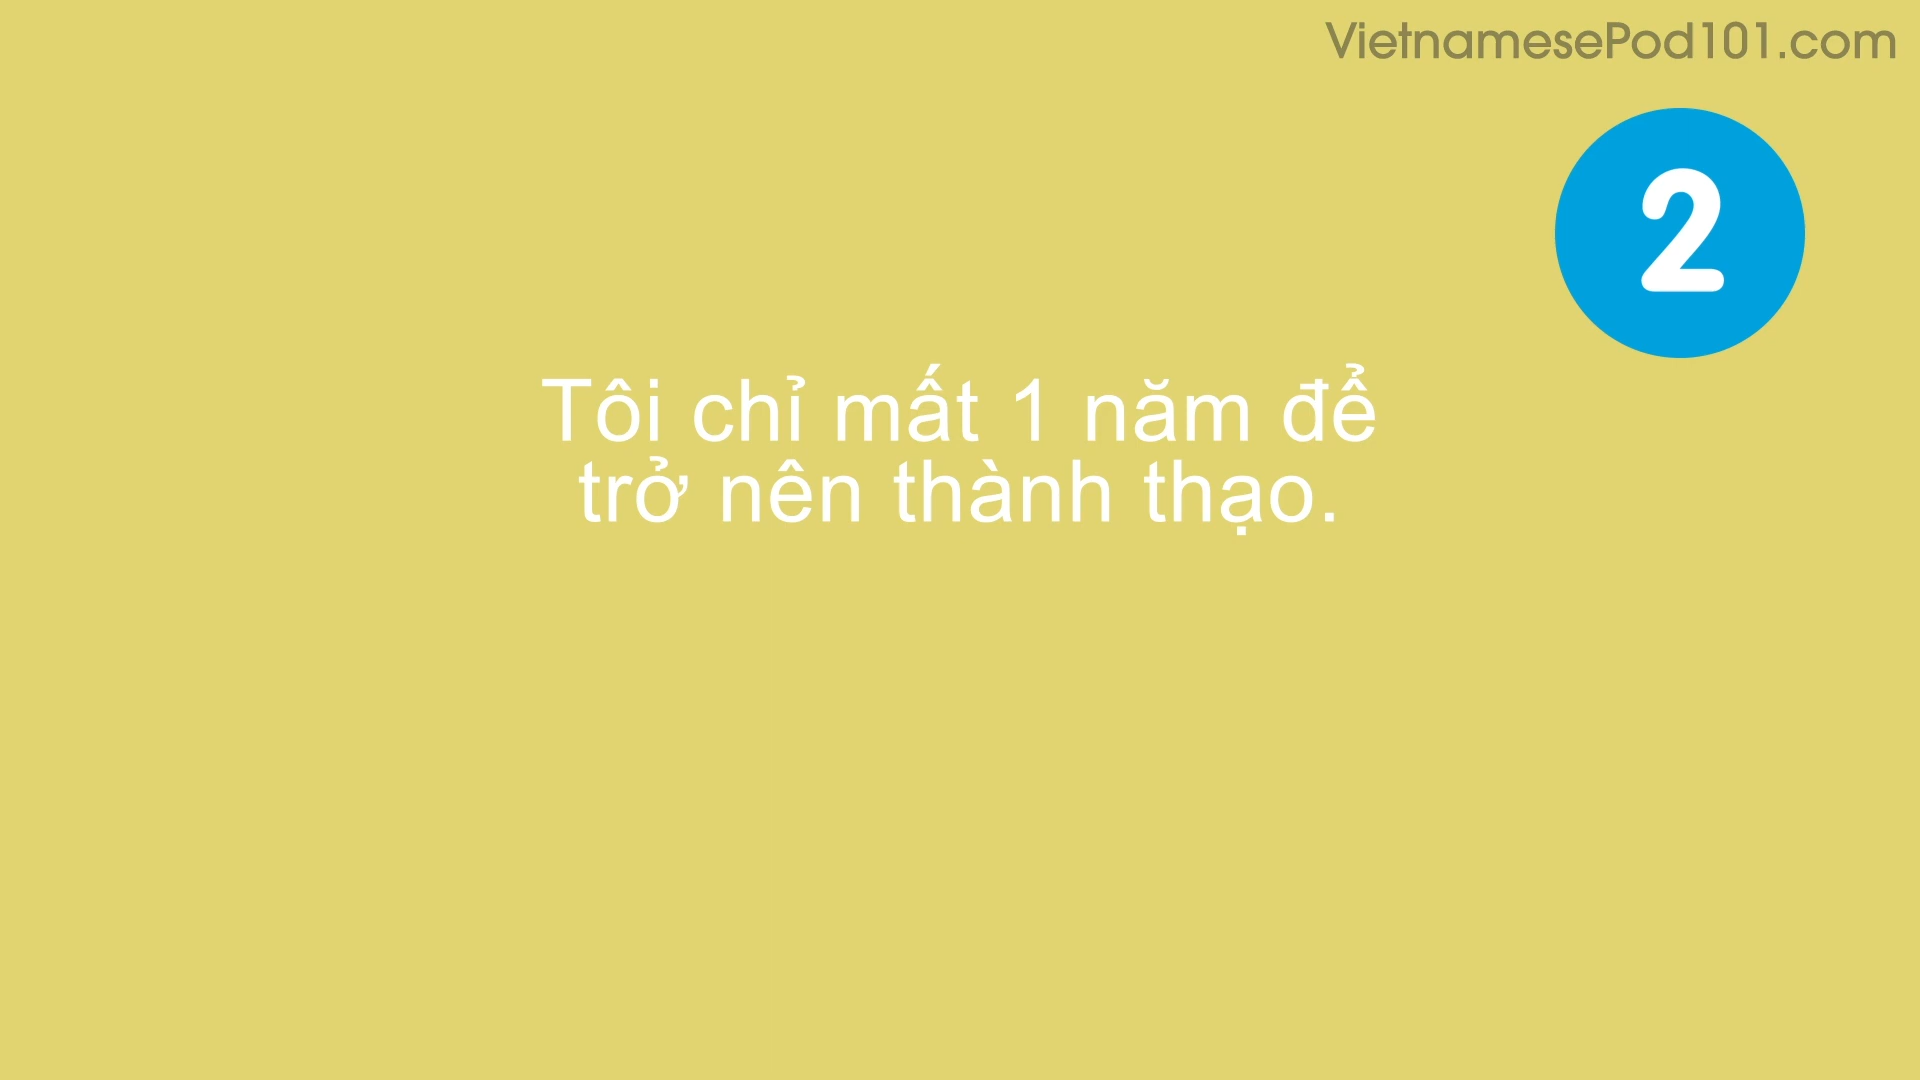 VietnamesePod101.com
2
Tôi chỉ mất 1 năm để
trở nên thành thạo.